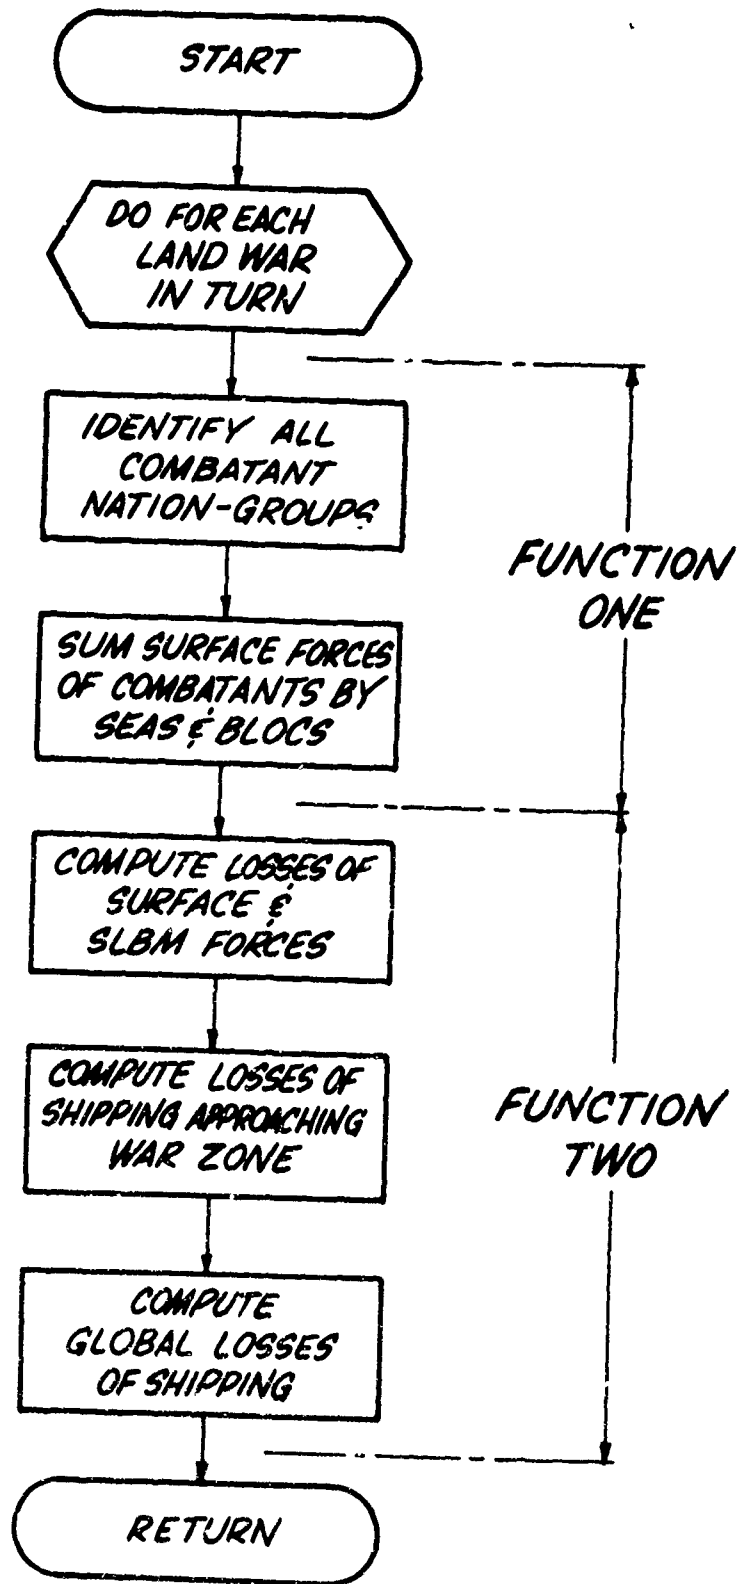 START
DO FOR EACH
LAND WAR
IN TURN
IDENTIFY ALL
COMBATANT
NATION-GROUPS
SUM SURFACE FORCES
OF COMBATANTS BY
SEAS & BLOCS
FUNCTION
ONE
COMPUTE LOSSES OF
SURFACE &
SLBM FORCES
COMPUTE LOSSES OF
SHIPPING APPROACHING
WAR ZONE
FUNCTION
TWO
COMPUTE
GLOBAL LOSSES
OF SHIPPING
RETURN